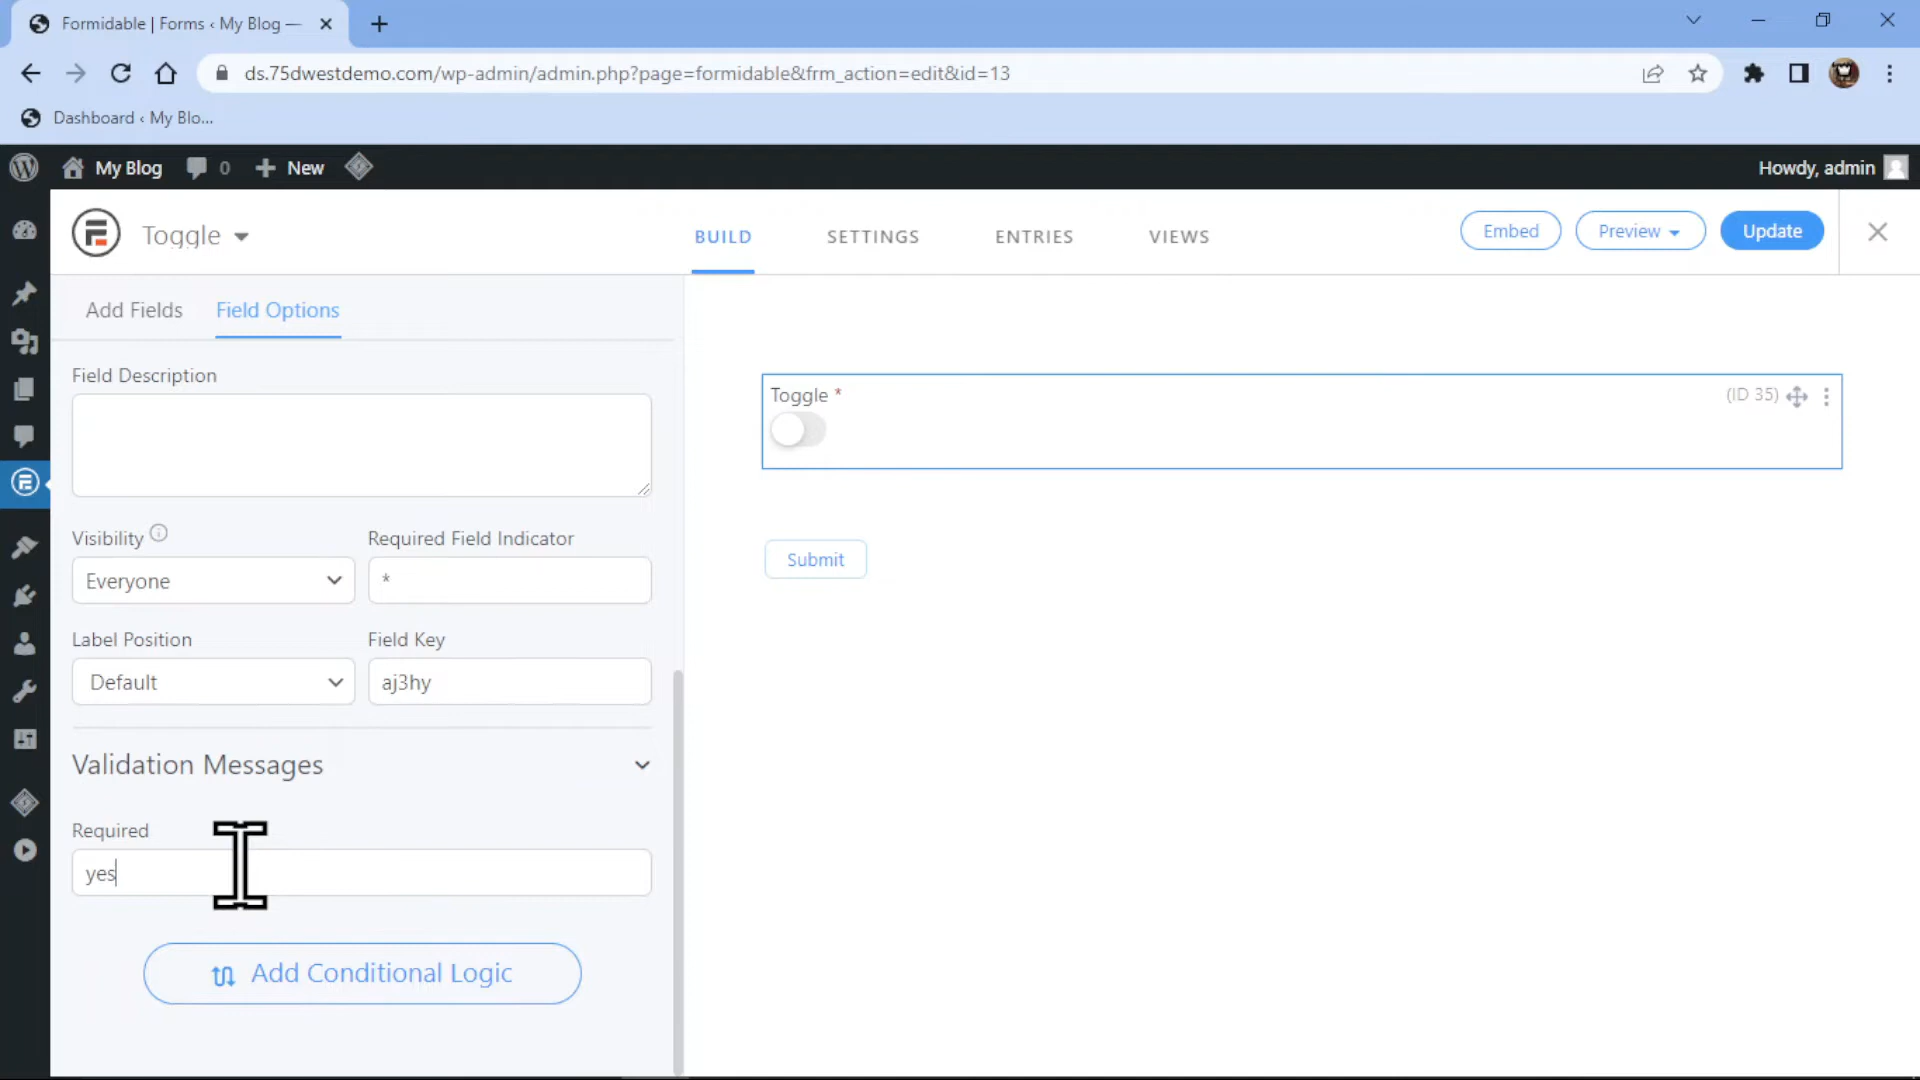 Formidable | Forms ‹ My Blog —
ds.75dwestdemo.com/wp-admin/admin.php?page=formidable&frm_action=edit&id=13
Dashboard ‹ My Blo...
My Blog 0 New Howdy, admin
Toggle BUILD SETTINGS ENTRIES VIEWS Embed Preview Update
Add Fields Field Options
Field Description
Toggle * (ID 35)
Visibility Required Field Indicator
Everyone *
Submit
Label Position Field Key
Default aj3hy
Validation Messages
Required
yes
Add Conditional Logic